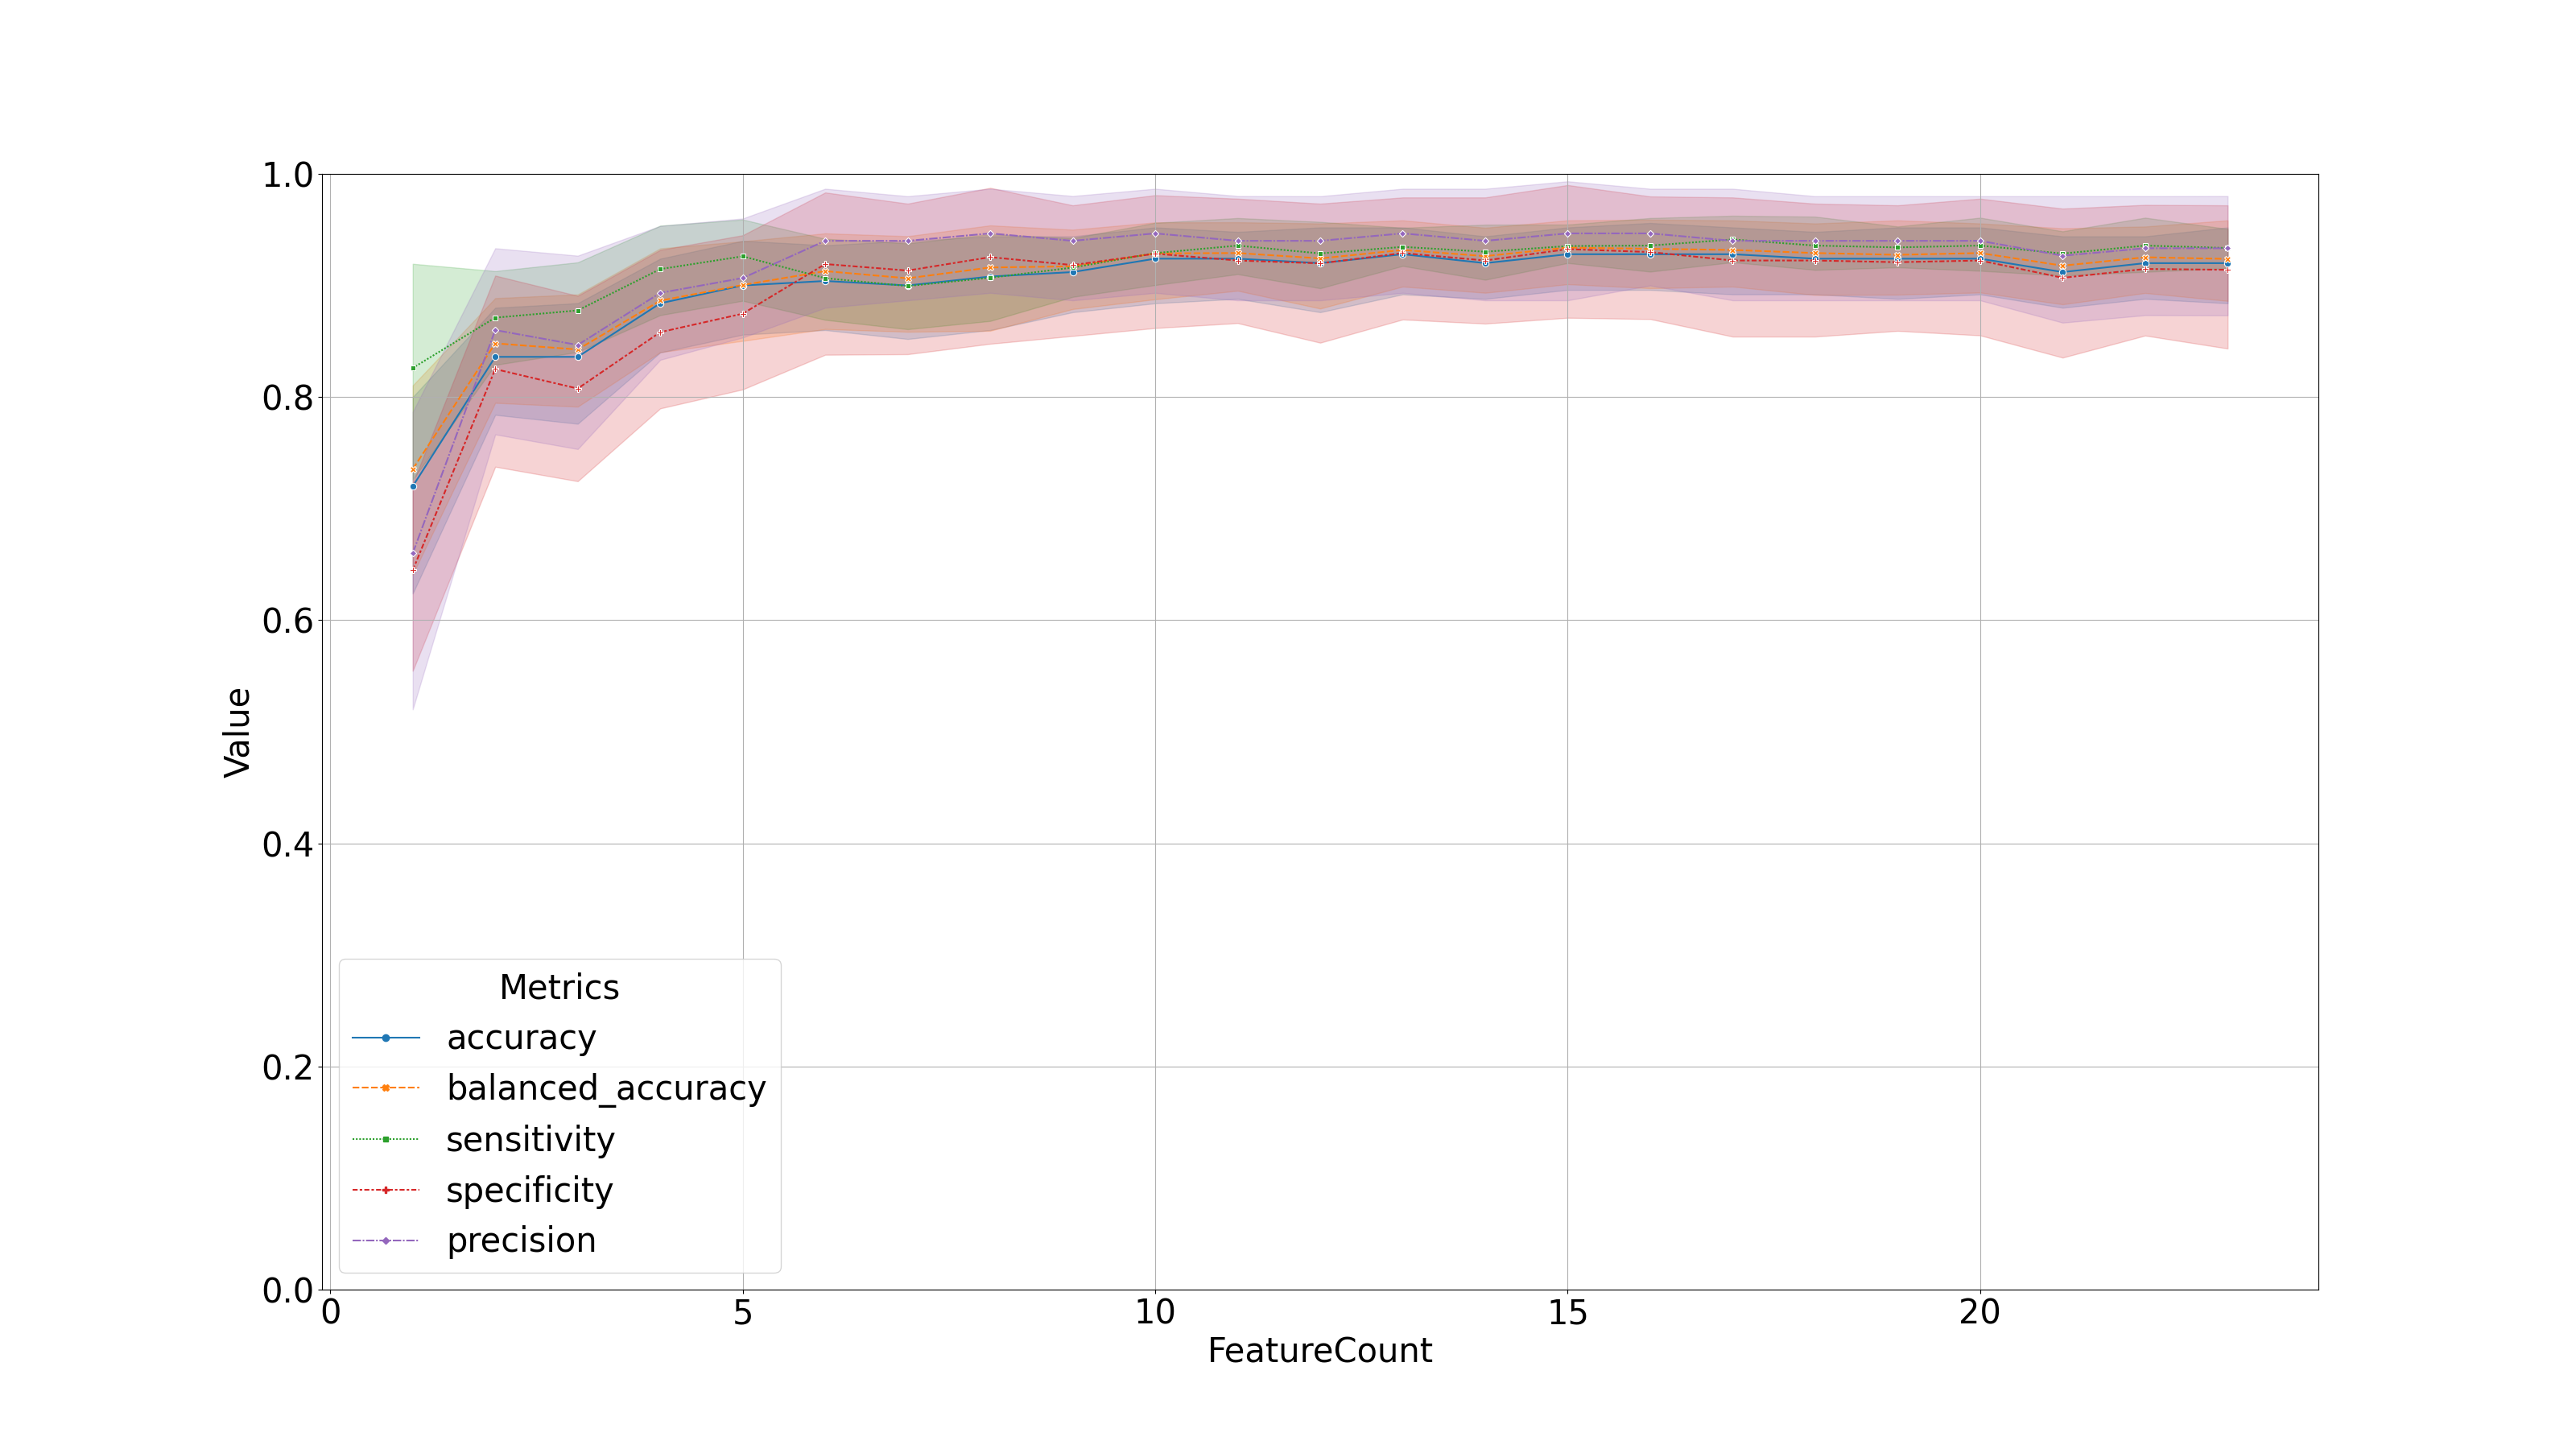 1.0
0.8
0.6
0.4
0.2
0.0
Value
Metrics
accuracy
balanced_accuracy
sensitivity
specificity
precision
0 5 10 15 20
FeatureCount